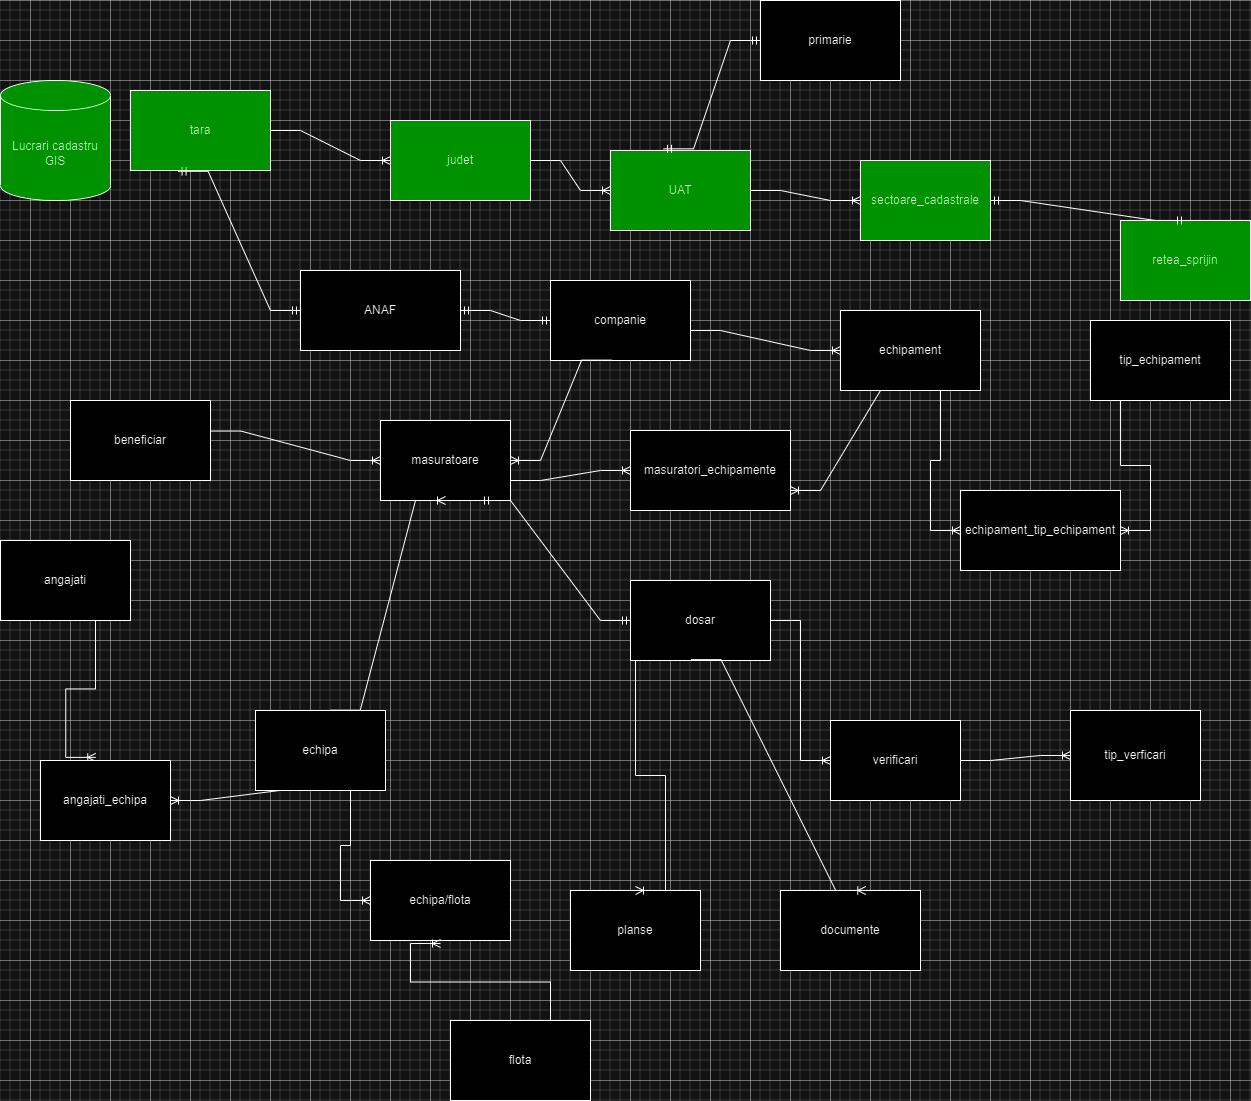 primarie
Lucrari cadastru
GIS
tara
judet
UAT
sectoare_cadastrale
retea_sprijin
ANAF
companie
echipament
tip_echipament
beneficiar
masuratoare
masuratori_echipamente
echipament_tip_echipament
angajati
dosar
echipa
verificari
tip_verficari
angajati_echipa
echipa/flota
planse
documente
flota